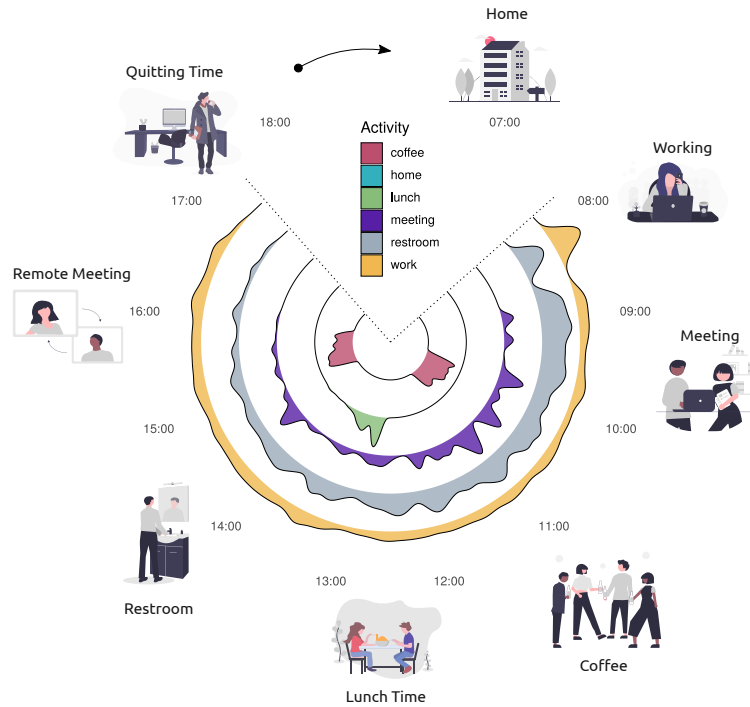 Home
Quitting Time
18:00
07:00
Activity
coffee
home
lunch
meeting
restroom
work
Working
17:00
08:00
Remote Meeting
16:00
09:00
Meeting
15:00
10:00
14:00
11:00
Restroom
13:00
12:00
Coffee
Lunch Time